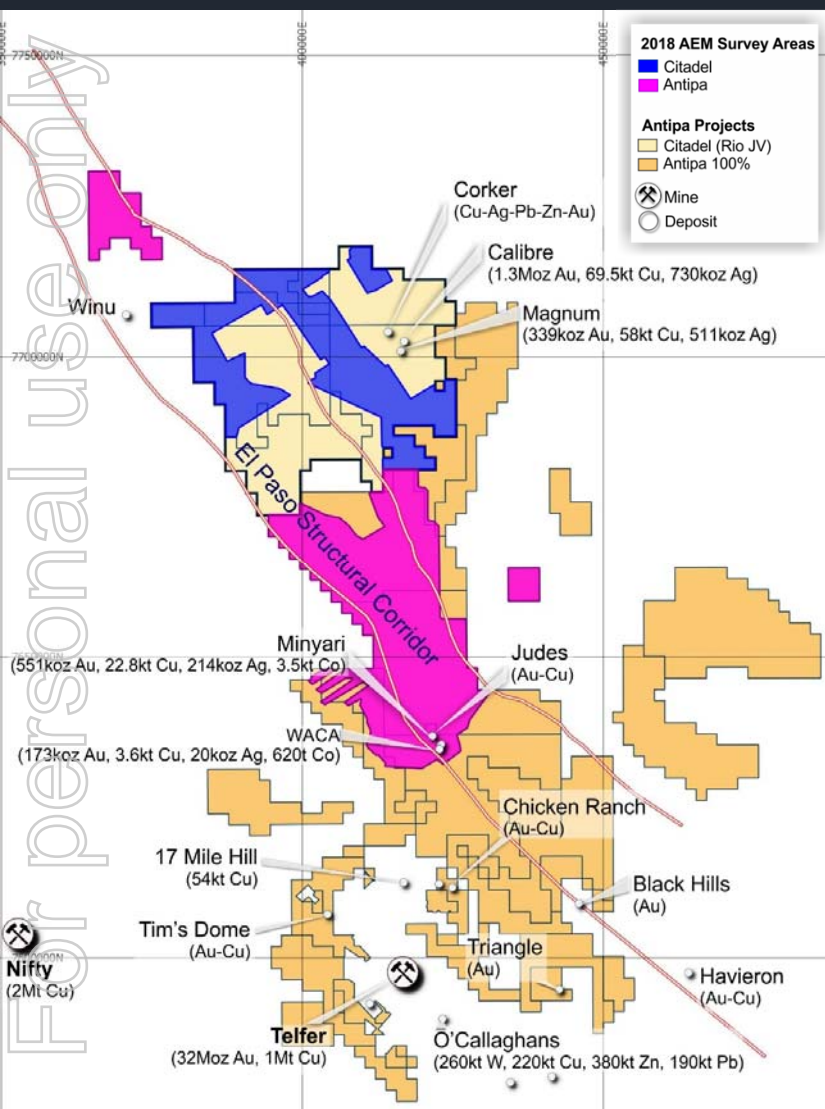 400000E
450000E
7750000N
7700000N
For personal use only
2018 AEM Survey Areas
Citadel
Antipa
Antipa Projects
Citadel (Rio JV)
Antipa 100%
Mine
Deposit
Corker
(Cu-Ag-Pb-Zn-Au)
Calibre
(1.3Moz Au, 69.5kt Cu, 730koz Ag)
Winu
Magnum
(339koz Au, 58kt Cu, 511koz Ag)
El Paso Structural Corridor
Minyari
(551koz Au, 22.8kt Cu, 214koz Ag, 3.5kt Co)
Judes
(Au-Cu)
WACA
(173koz Au, 3.6kt Cu, 20koz Ag, 620t Co)
Chicken Ranch
(Au-Cu)
17 Mile Hill
(54kt Cu)
Black Hills
(Au)
Tim's Dome
(Au-Cu)
Triangle
(Au)
Nifty
(2Mt Cu)
Havieron
(Au-Cu)
Telfer
(32Moz Au, 1Mt Cu)
O'Callaghans
(260kt W, 220kt Cu, 380kt Zn, 190kt Pb)